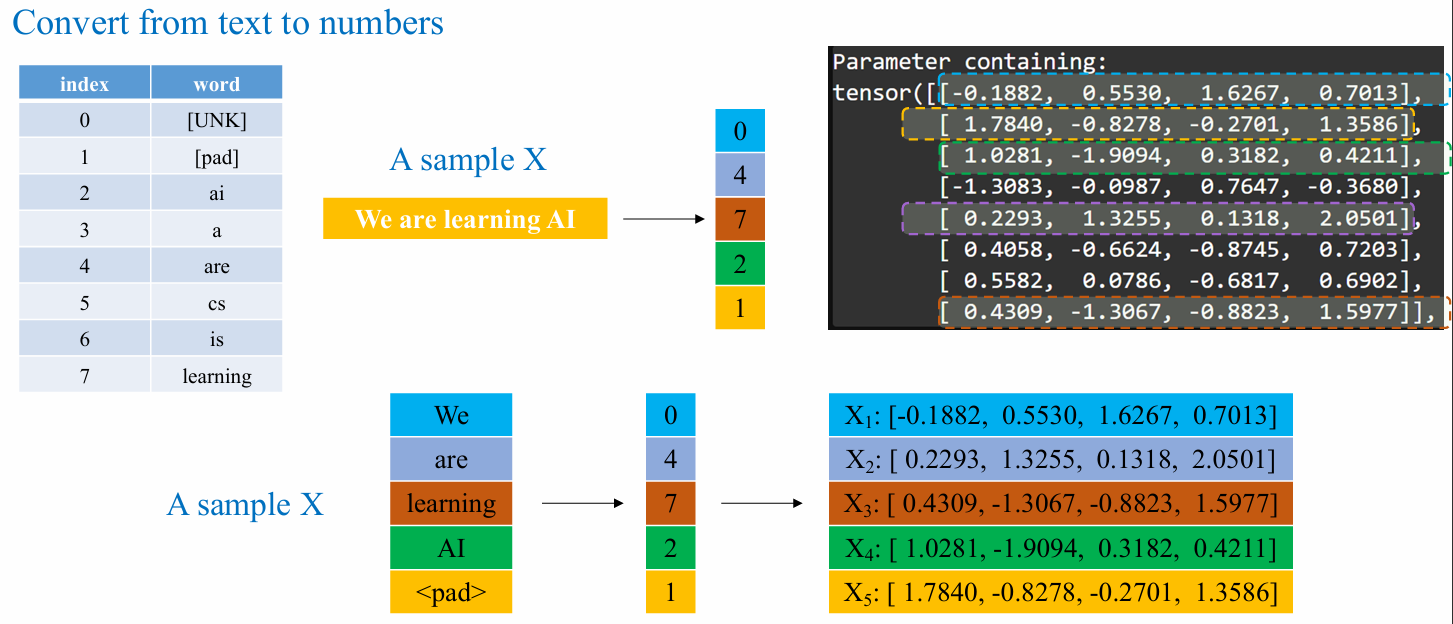 Convert from text to numbers
index word
0 [UNK]
1 [pad]
2 ai
3 a
4 are
5 cs
6 is
7 learning
A sample X
We are learning AI
0
4
7
2
1
Parameter containing:
tensor([[-0.1882, 0.5530, 1.6267, 0.7013],
[ 1.7840, -0.8278, -0.2701, 1.3586],
[ 1.0281, -1.9094, 0.3182, 0.4211],
[-1.3083, -0.0987, 0.7647, -0.3680],
[ 0.2293, 1.3255, 0.1318, 2.0501],
[ 0.4058, -0.6624, -0.8745, 0.7203],
[ 0.5582, 0.0786, -0.6817, 0.6902],
[ 0.4309, -1.3067, -0.8823, 1.5977]],
A sample X
We 0 X₁: [-0.1882, 0.5530, 1.6267, 0.7013]
are 4 X₂: [ 0.2293, 1.3255, 0.1318, 2.0501]
learning 7 X₃: [ 0.4309, -1.3067, -0.8823, 1.5977]
AI 2 X₄: [ 1.0281, -1.9094, 0.3182, 0.4211]
<pad> 1 X₅: [ 1.7840, -0.8278, -0.2701, 1.3586]